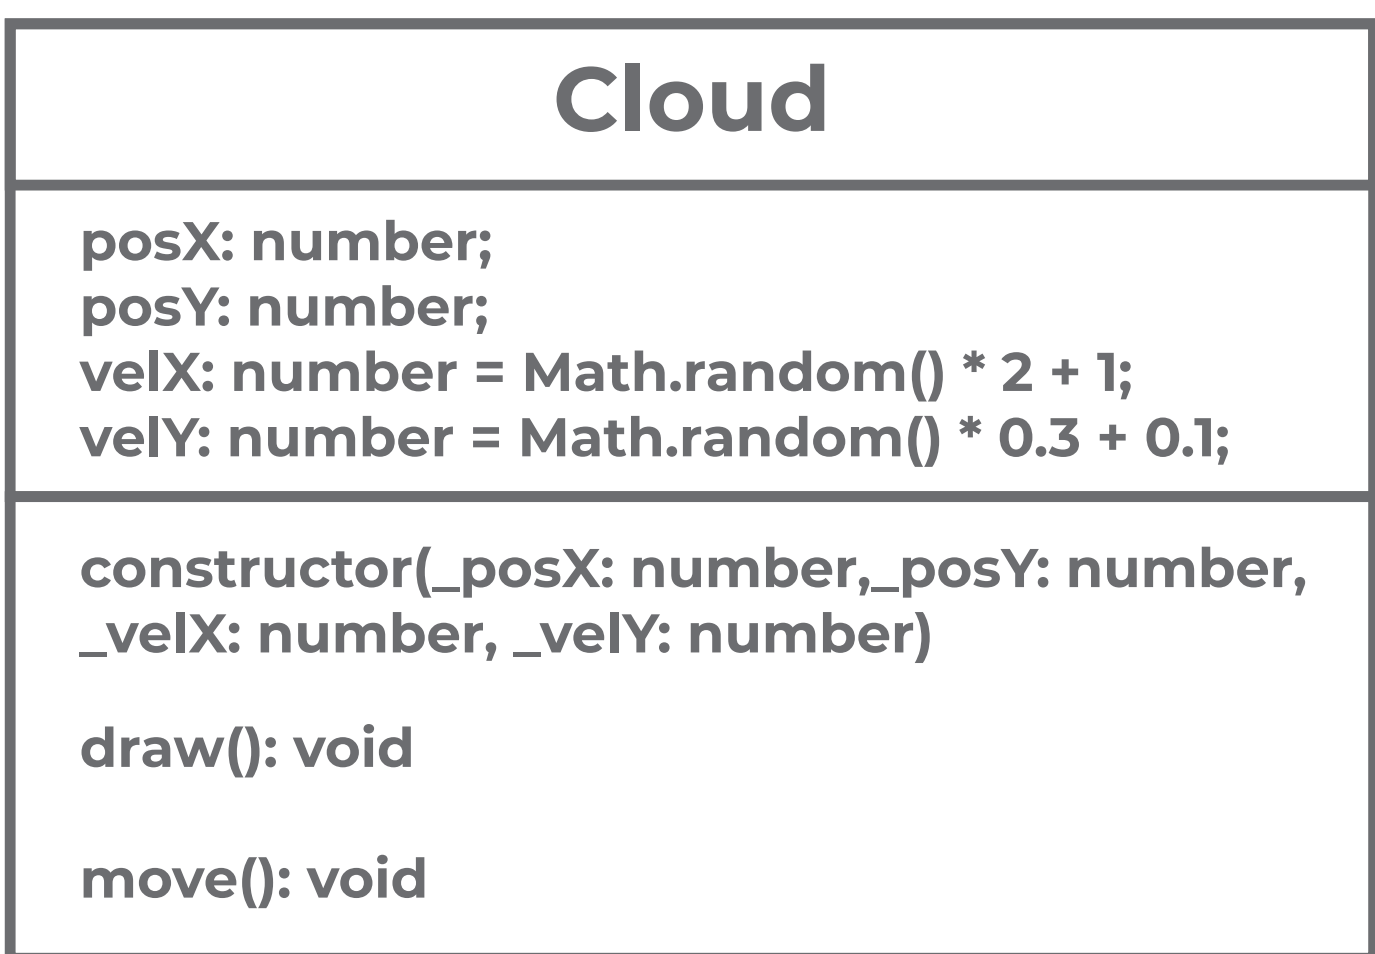 Cloud
posX: number;
posY: number;
velX: number = Math.random() * 2 + 1;
velY: number = Math.random() * 0.3 + 0.1;
constructor(_posX: number,_posY: number,
_velX: number, _velY: number)
draw(): void
move(): void